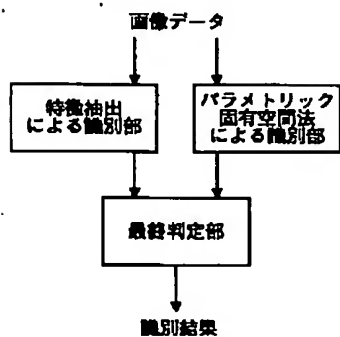 画像データ
特徴抽出
による識別部
パラメトリック
固有空間法
による識別部
最終判定部
識別結果